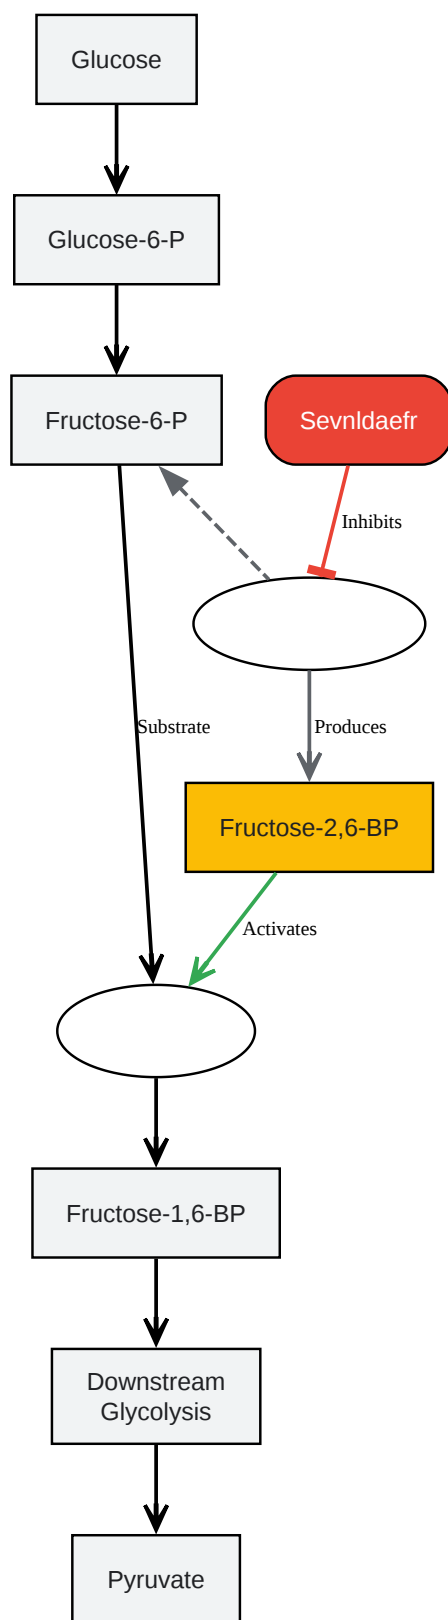 Glucose
Glucose-6-P
Fructose-6-P
Sevnldaefr
Inhibits
Substrate
Produces
Fructose-2,6-BP
Activates
Fructose-1,6-BP
Downstream
Glycolysis
Pyruvate